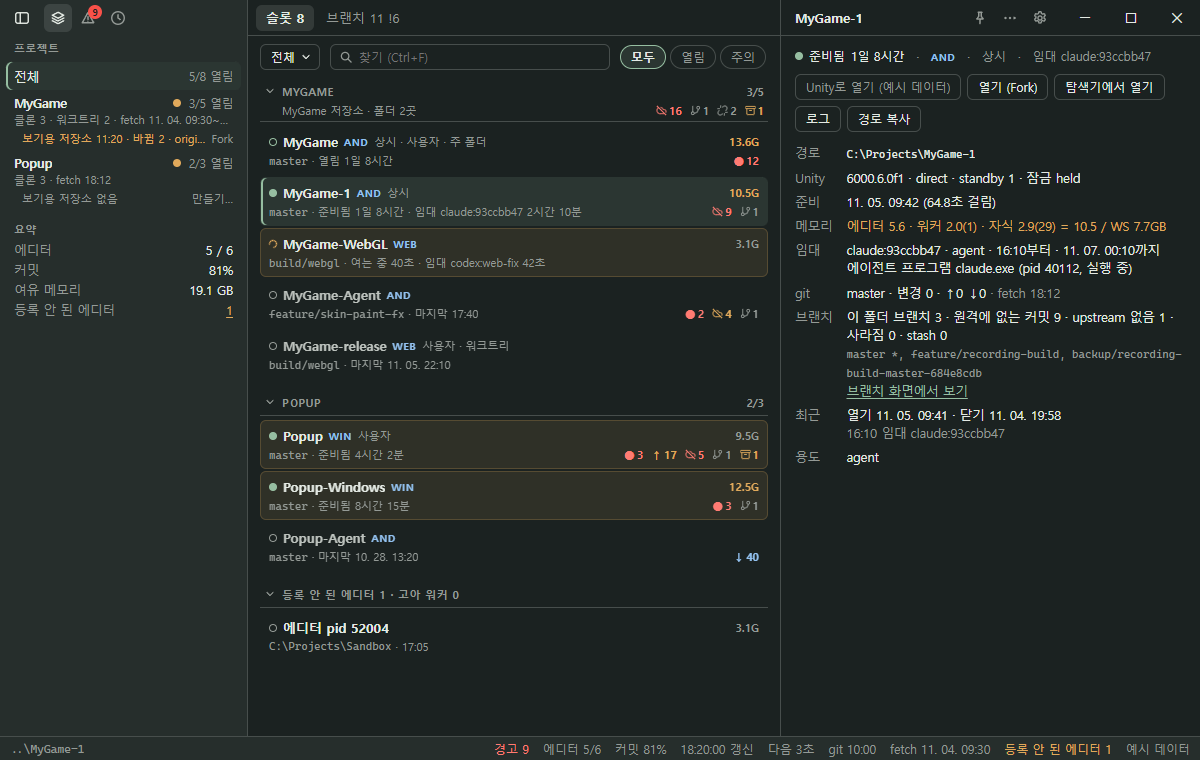 9
프로젝트
전체 5/8 열림
MyGame 3/5 열림
클론 3 · 워크트리 2 · fetch 11. 04. 09:30~...
보기용 저장소 11:20 · 바뀜 2 · origi... Fork
Popup 2/3 열림
클론 3 · fetch 18:12
보기용 저장소 없음 만들기...
요약
에디터 5 / 6
커밋 81%
여유 메모리 19.1 GB
등록 안 된 에디터 1
슬롯 8 브랜치 11 !6
전체 찾기 (Ctrl+F) 모두 열림 주의
MYGAME 3/5
MyGame 저장소 · 폴더 2곳 16 1 2 1
MyGame AND 상시 · 사용자 · 주 폴더 13.6G
master · 열림 1일 8시간 12
MyGame-1 AND 상시 10.5G
master · 준비됨 1일 8시간 · 임대 claude:93ccbb47 2시간 10분 9 1
MyGame-WebGL WEB 3.1G
build/webgl · 여는 중 40초 · 임대 codex:web-fix 42초
MyGame-Agent AND
feature/skin-paint-fx · 마지막 17:40 2 4 1
MyGame-release WEB 사용자 · 워크트리
build/webgl · 마지막 11. 05. 22:10
POPUP 2/3
Popup WIN 사용자 9.5G
master · 준비됨 4시간 2분 3 ↑ 17 5 1 1
Popup-Windows WIN 12.5G
master · 준비됨 8시간 15분 3 1
Popup-Agent AND
master · 마지막 10. 28. 13:20 ↓ 40
등록 안 된 에디터 1 · 고아 워커 0
에디터 pid 52004 3.1G
C:\Projects\Sandbox · 17:05
MyGame-1
준비됨 1일 8시간 · AND · 상시 · 임대 claude:93ccbb47
Unity로 열기 (예시 데이터) 열기 (Fork) 탐색기에서 열기
로그 경로 복사
경로 C:\Projects\MyGame-1
Unity 6000.6.0f1 · direct · standby 1 · 잠금 held
준비 11. 05. 09:42 (64.8초 걸림)
메모리 에디터 5.6 · 워커 2.0(1) · 자식 2.9(29) = 10.5 / WS 7.7GB
임대 claude:93ccbb47 · agent · 16:10부터 · 11. 07. 00:10까지
에이전트 프로그램 claude.exe (pid 40112, 실행 중)
git master · 변경 0 · ↑0 ↓0 · fetch 18:12
브랜치 이 폴더 브랜치 3 · 원격에 없는 커밋 9 · upstream 없음 1 ·
사라짐 0 · stash 0
master *, feature/recording-build, backup/recording-
build-master-684e8cdb
브랜치 화면에서 보기
최근 열기 11. 05. 09:41 · 닫기 11. 04. 19:58
16:10 임대 claude:93ccbb47
용도 agent
..\MyGame-1 경고 9 에디터 5/6 커밋 81% 18:20:00 갱신 다음 3초 git 10:00 fetch 11. 04. 09:30 등록 안 된 에디터 1 예시 데이터